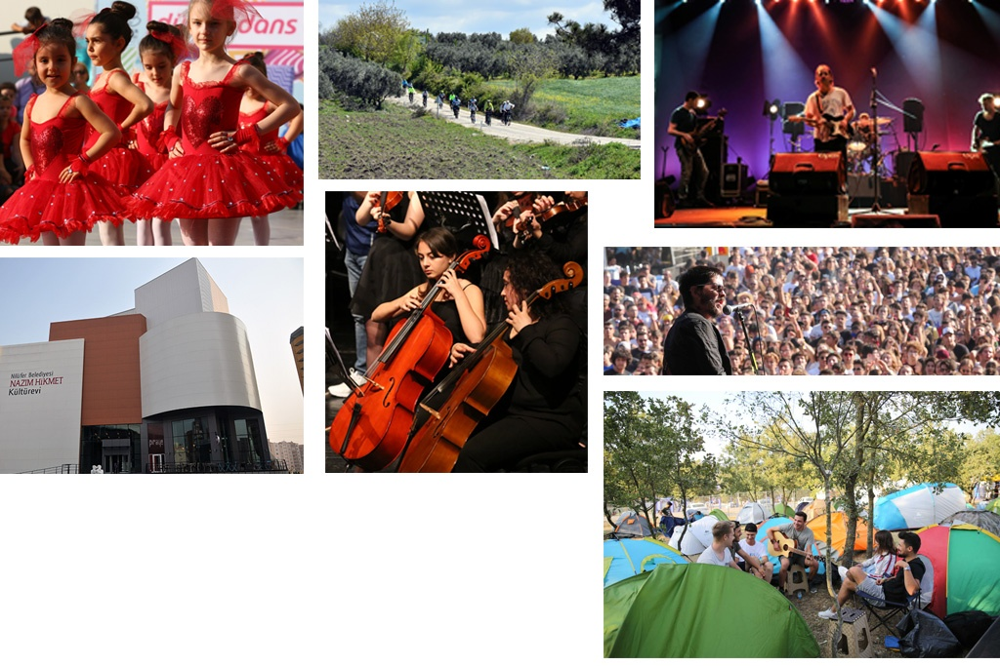 dans
Nilüfer Belediyesi
NAZIM HİKMET
Kültürevi